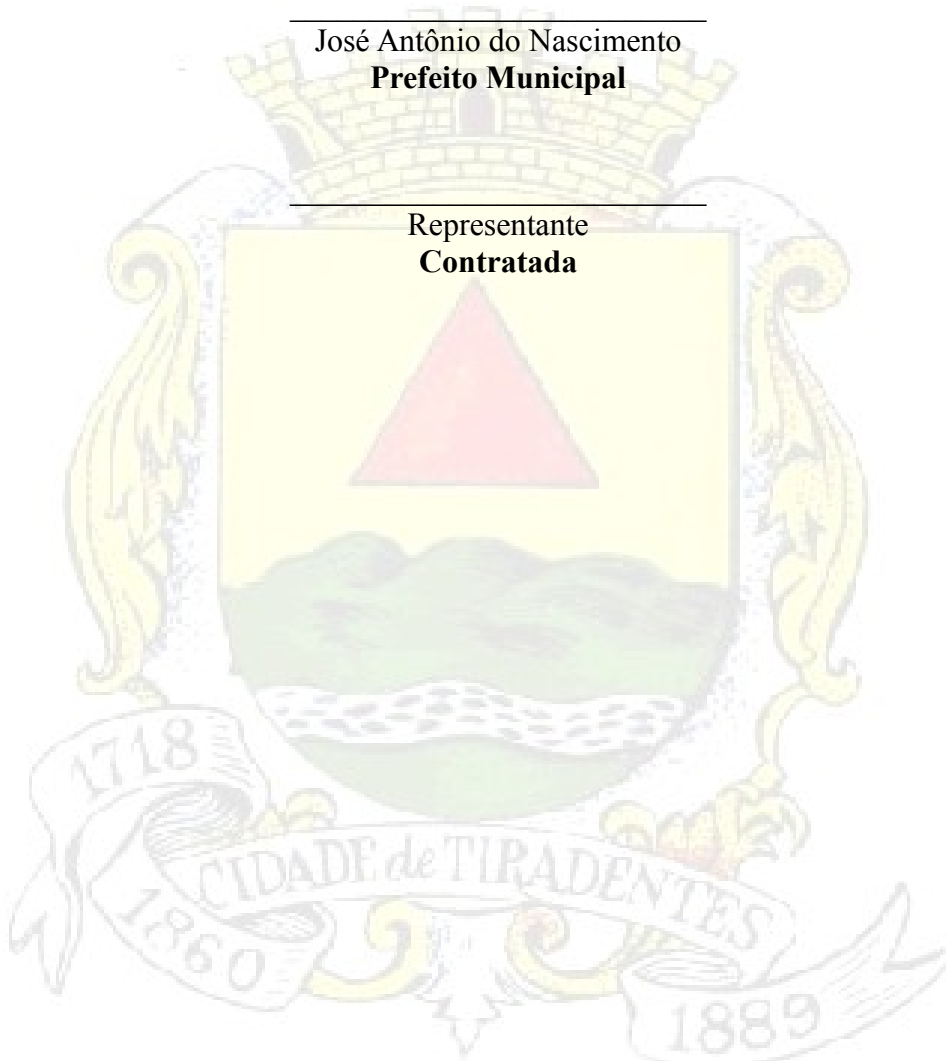 José Antônio do Nascimento
Prefeito Municipal
Representante
Contratada
1718
1860
CIDADE de TIRADENTES
1889